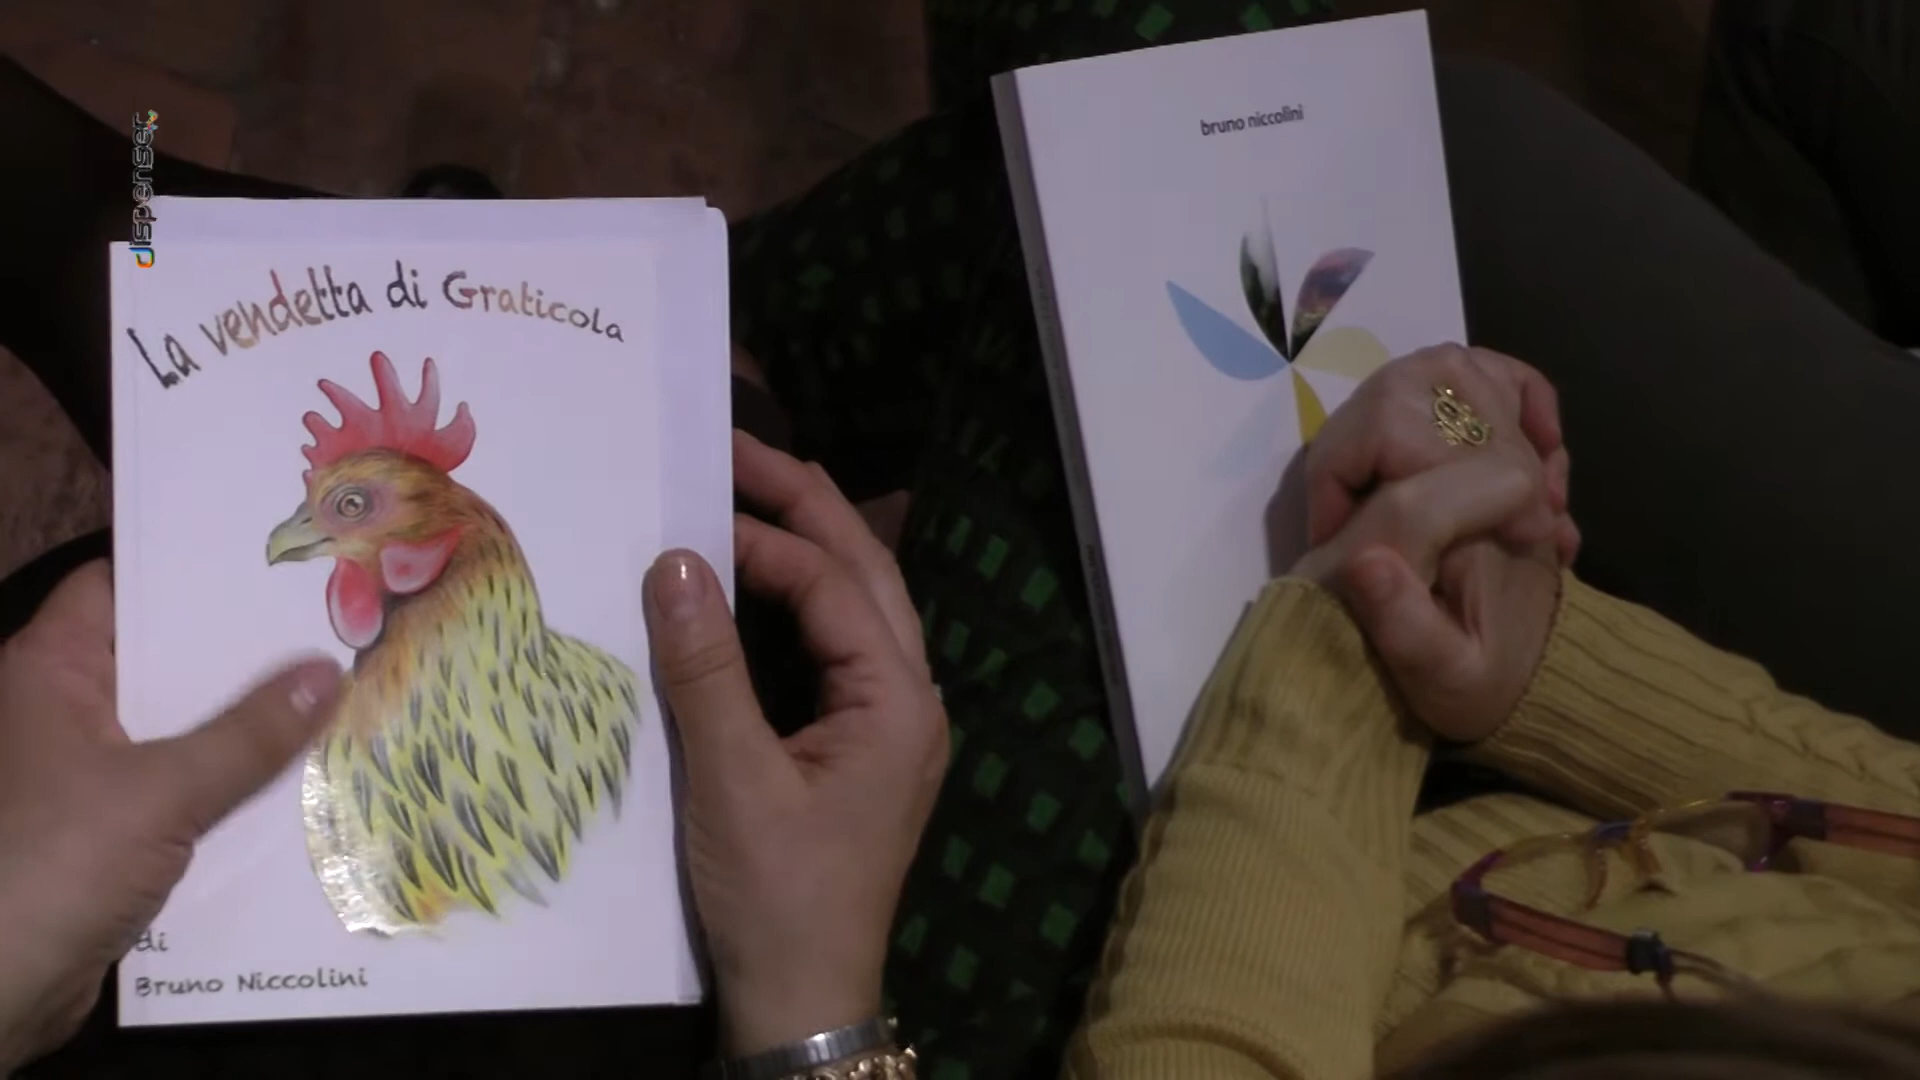 dispenser
La vendetta di Graticola
di
Bruno Niccolini
bruno niccolini